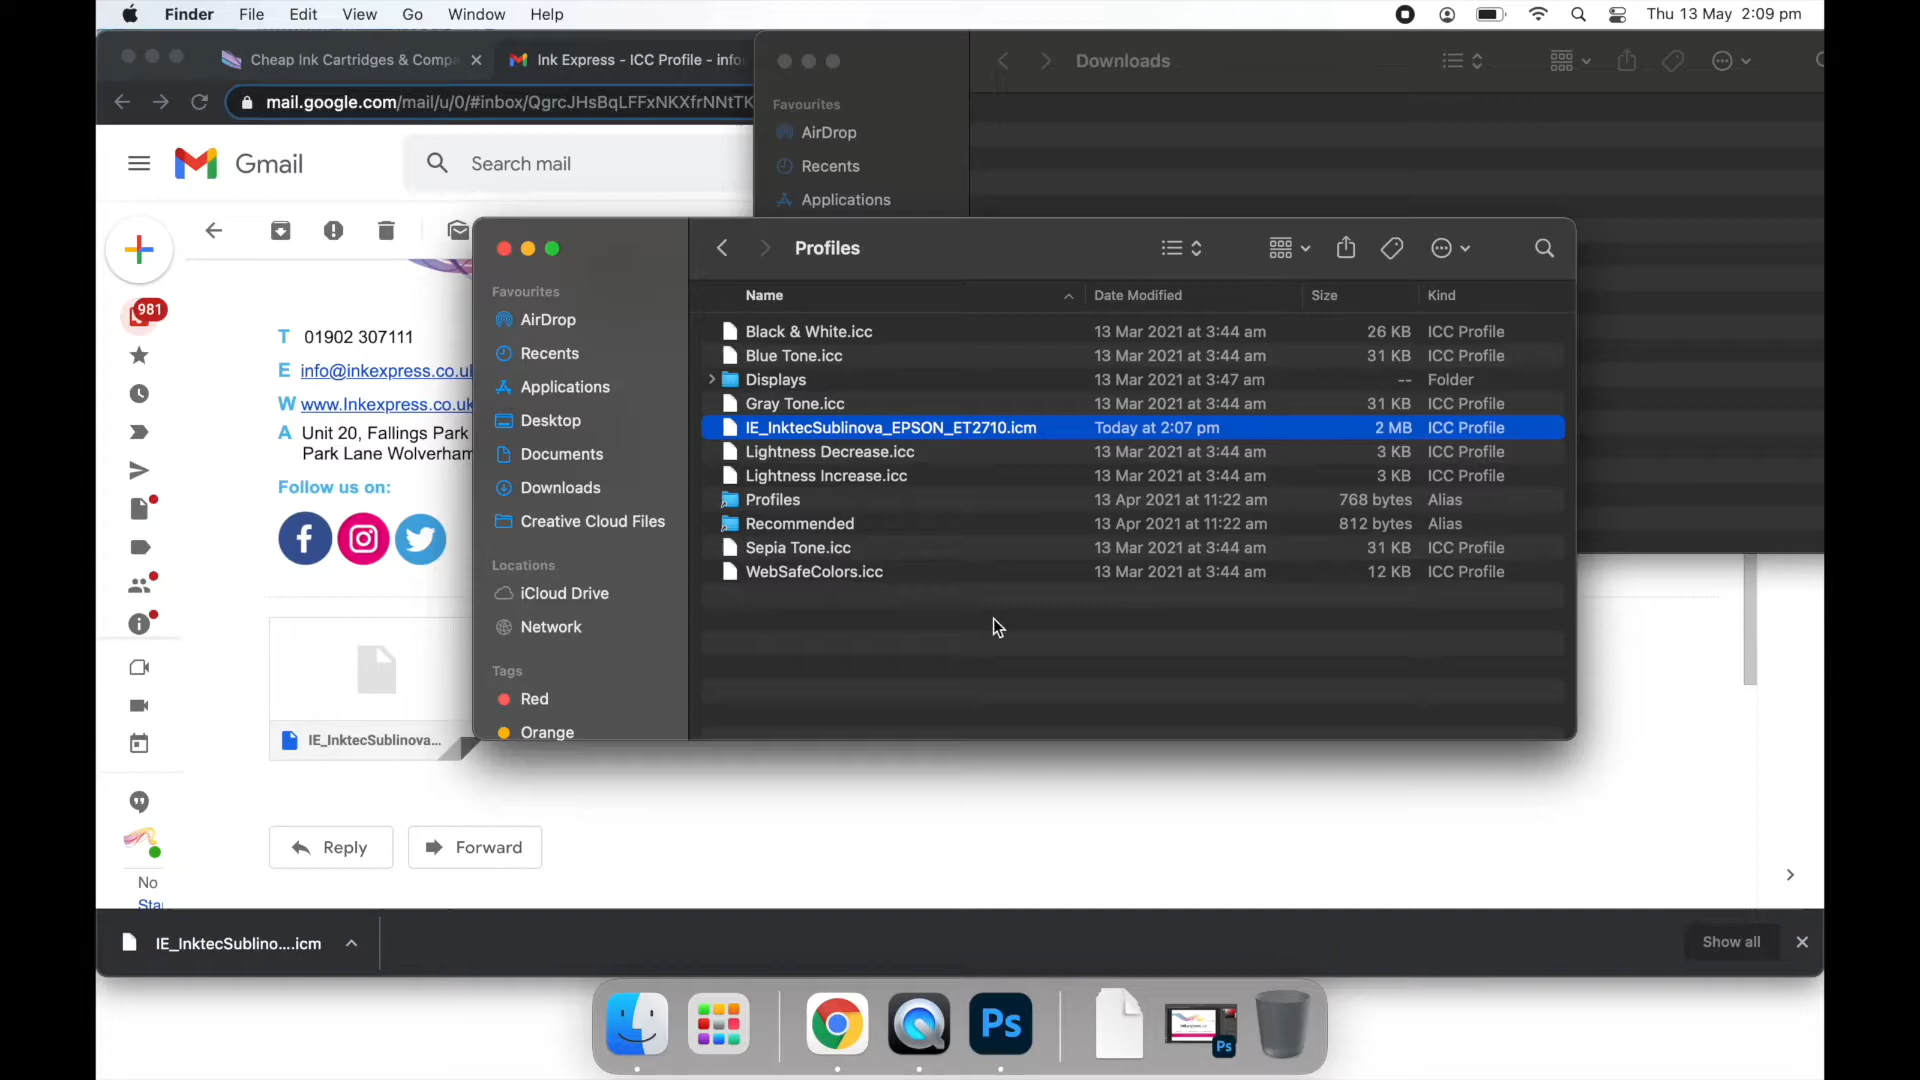 Finder File Edit View Go Window Help Thu 13 May 2:09 pm
Cheap Ink Cartridges & Compe
Ink Express - ICC Profile - info
mail.google.com/mail/u/0/#inbox/QgrcJHsBqLFFxNKXfrNNtTK
Downloads
Favourites
AirDrop
Recents
Applications
Gmail
Search mail
981
T 01902 307111
E info@inkexpress.co.uk
W www.Inkexpress.co.uk
A Unit 20, Fallings Park
Park Lane Wolverham
Follow us on:
IE_InktecSublinova...
Reply
Forward
No
Profiles
Favourites
AirDrop
Recents
Applications
Desktop
Documents
Downloads
Creative Cloud Files
Locations
iCloud Drive
Network
Tags
Red
Orange
Name Date Modified Size Kind
Black & White.icc 13 Mar 2021 at 3:44 am 26 KB ICC Profile
Blue Tone.icc 13 Mar 2021 at 3:44 am 31 KB ICC Profile
Displays 13 Mar 2021 at 3:47 am -- Folder
Gray Tone.icc 13 Mar 2021 at 3:44 am 31 KB ICC Profile
IE_InktecSublinova_EPSON_ET2710.icm Today at 2:07 pm 2 MB ICC Profile
Lightness Decrease.icc 13 Mar 2021 at 3:44 am 3 KB ICC Profile
Lightness Increase.icc 13 Mar 2021 at 3:44 am 3 KB ICC Profile
Profiles 13 Apr 2021 at 11:22 am 768 bytes Alias
Recommended 13 Apr 2021 at 11:22 am 812 bytes Alias
Sepia Tone.icc 13 Mar 2021 at 3:44 am 31 KB ICC Profile
WebSafeColors.icc 13 Mar 2021 at 3:44 am 12 KB ICC Profile
IE_InktecSublino....icm
Show all
Ps
Ps